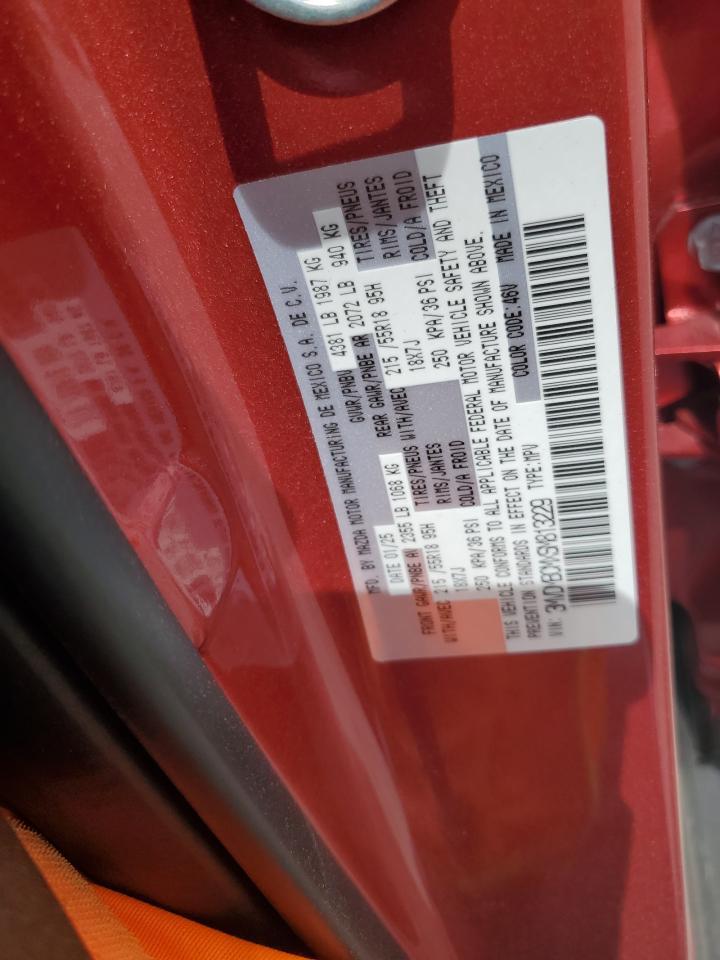 MFD. BY MAZDA MOTOR MANUFACTURING DE MEXICO S.A. DE C.V.
DATE 01/25 GVWR/PNBV 4381 LB 1987 KG
FRONT GAWR/PNBE AV 2355 LB 1068 KG REAR GAWR/PNBE AR 2072 LB 940 KG
WITH/AVEC 215 /55R18 95H TIRES/PNEUS WITH/AVEC 215 /55R18 95H TIRES/PNEUS
18X7J RIMS/JANTES 18X7J RIMS/JANTES
250 KPA/36 PSI COLD/A FROID 250 KPA/36 PSI COLD/A FROID
THIS VEHICLE CONFORMS TO ALL APPLICABLE FEDERAL MOTOR VEHICLE SAFETY AND THEFT
PREVENTION STANDARDS IN EFFECT ON THE DATE OF MANUFACTURE SHOWN ABOVE.
VIN: 3MVDMBCMXSM813229 TYPE:MPV COLOR CODE:46V MADE IN MEXICO